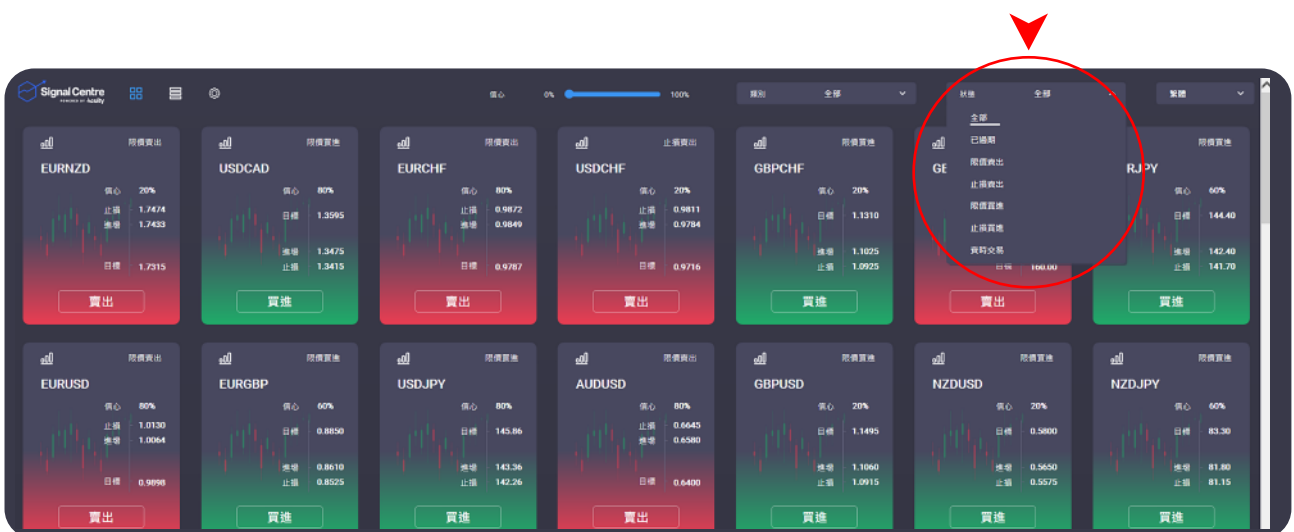 Signal Centre
POWERED BY Acuity
信心 0% 100%
類別 全部
狀態 全部
繁體
全部
已過期
限價賣出
止損賣出
限價買進
止損買進
實時交易
限價賣出
EURNZD
信心 20%
止損 1.7474
進場 1.7433
目標 1.7315
賣出
限價買進
USDCAD
信心 80%
目標 1.3595
進場 1.3475
止損 1.3415
買進
限價賣出
EURCHF
信心 80%
止損 0.9872
進場 0.9849
目標 0.9787
賣出
止損賣出
USDCHF
信心 20%
止損 0.9811
進場 0.9784
目標 0.9716
賣出
限價買進
GBPCHF
信心 20%
目標 1.1310
進場 1.1025
止損 1.0925
買進
GE
目標 160.00
賣出
限價買進
RJPY
信心 60%
目標 144.40
進場 142.40
止損 141.70
買進
限價賣出
EURUSD
信心 80%
止損 1.0130
進場 1.0064
目標 0.9898
賣出
限價買進
EURGBP
信心 60%
目標 0.8850
進場 0.8610
止損 0.8525
買進
限價買進
USDJPY
信心 80%
目標 145.86
進場 143.36
止損 142.26
買進
限價賣出
AUDUSD
信心 80%
止損 0.6645
進場 0.6580
目標 0.6400
賣出
限價買進
GBPUSD
信心 20%
目標 1.1495
進場 1.1060
止損 1.0915
買進
限價買進
NZDUSD
信心 20%
目標 0.5800
進場 0.5650
止損 0.5575
買進
限價買進
NZDJPY
信心 60%
目標 83.30
進場 81.80
止損 81.15
買進